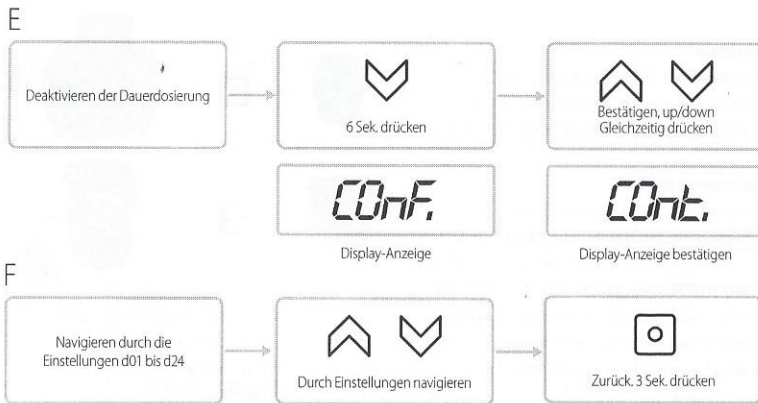 E
Deaktivieren der Dauerdosierung
6 Sek. drücken
Bestätigen, up/down
Gleichzeitig drücken
COnF.
COnt.
Display-Anzeige
Display-Anzeige bestätigen
F
Navigieren durch die
Einstellungen d01 bis d24
Durch Einstellungen navigieren
Zurück. 3 Sek. drücken